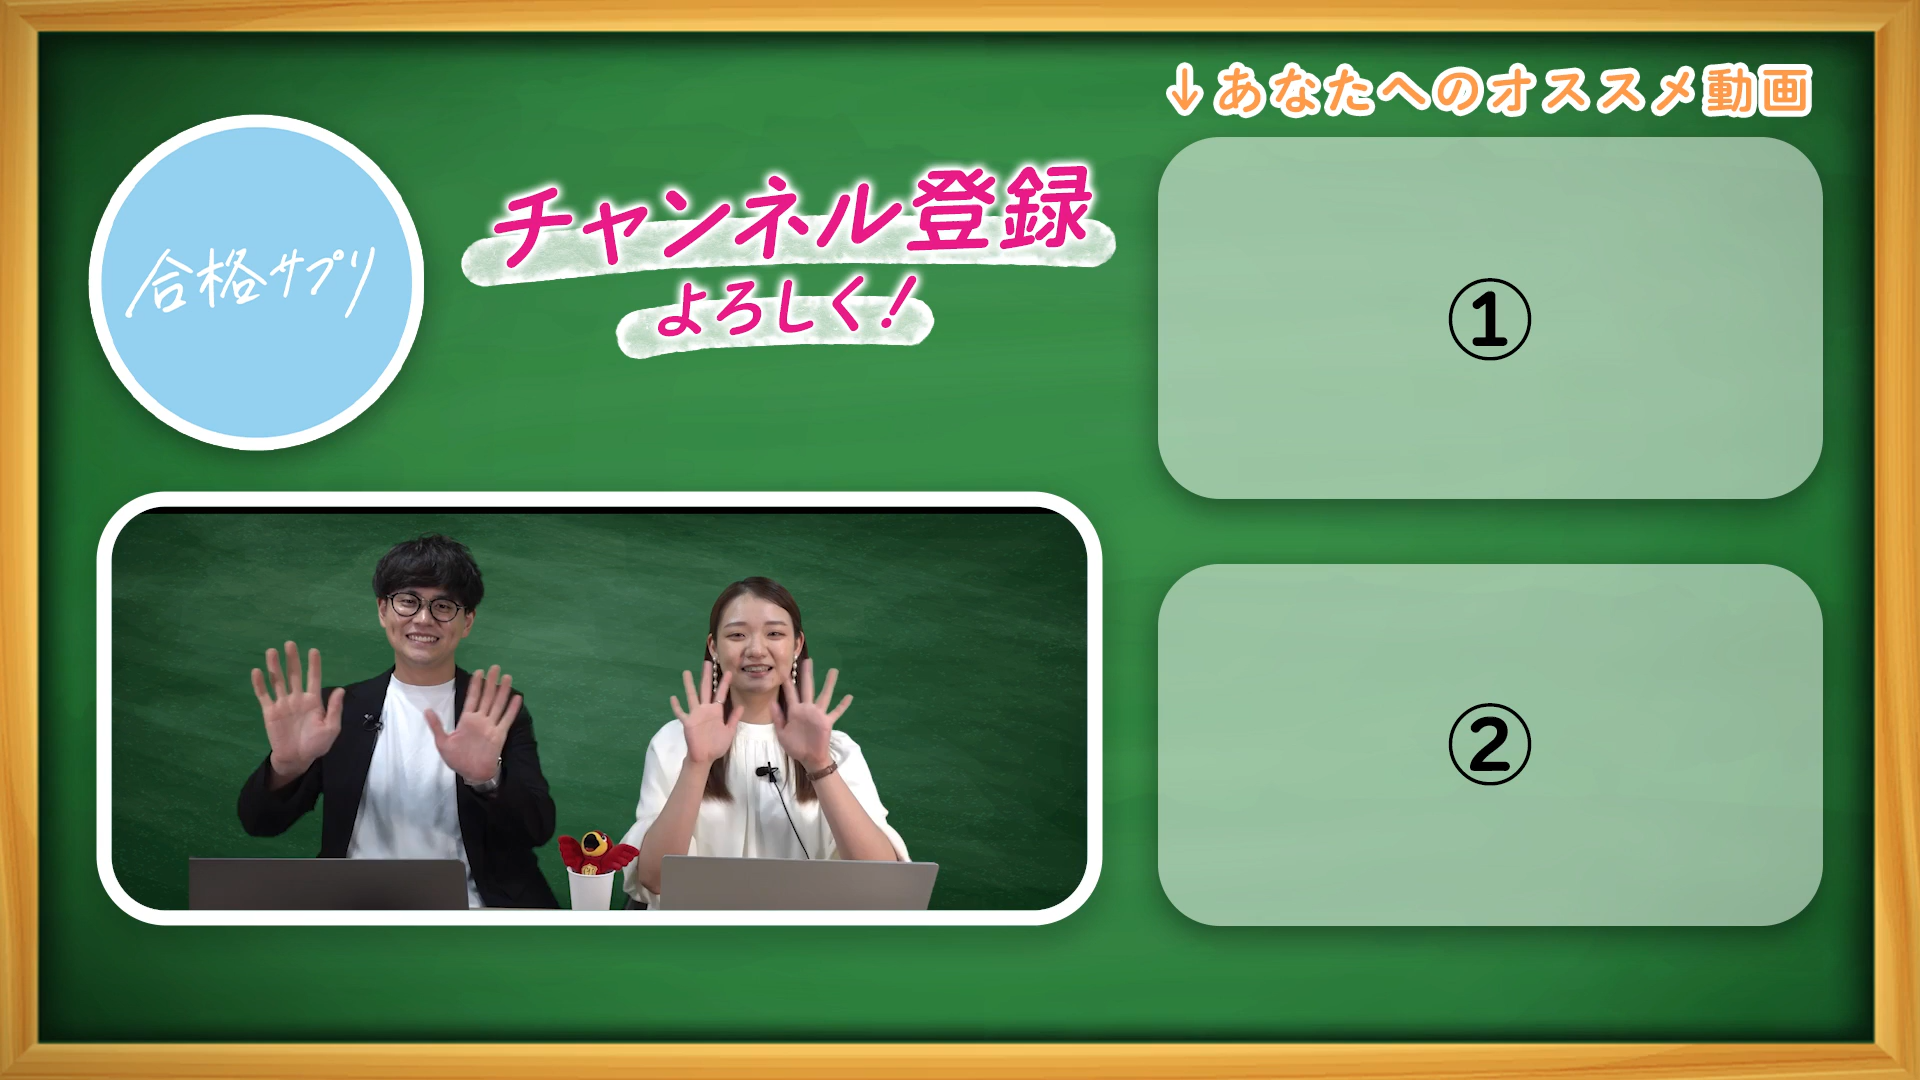 ↓あなたへのオススメ動画
合格サプリ
チャンネル登録
よろしく！
①
②